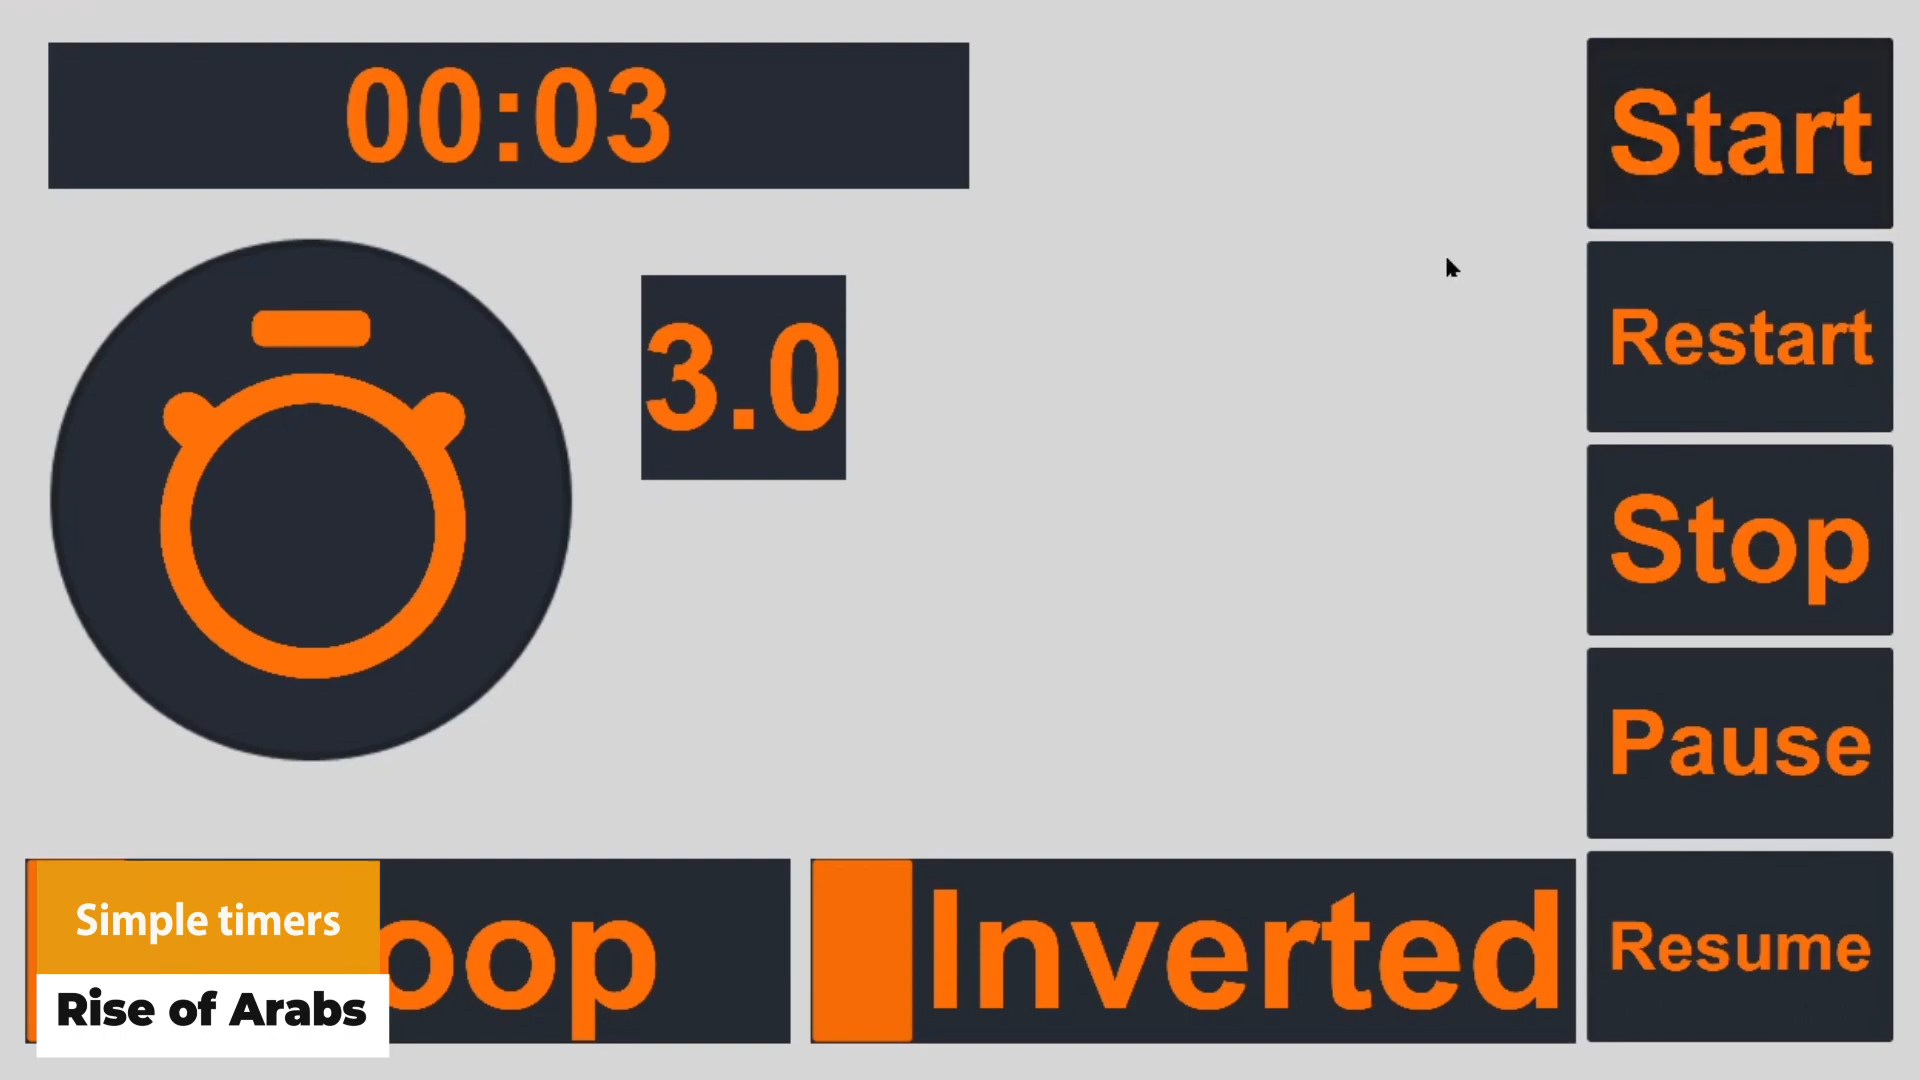 00:03
Start
3.0
Restart
Stop
Pause
oop
Inverted
Resume
Simple timers
Rise of Arabs